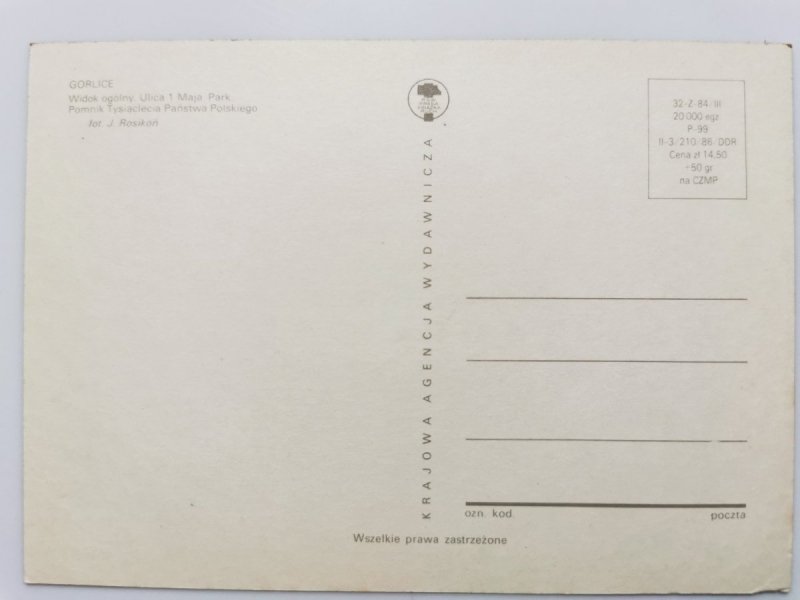 GORLICE
Widok ogólny. Ulica 1 Maja. Park.
Pomnik Tysiąclecia Państwa Polskiego
fot. J. Rosikoń
KRAJOWA AGENCJA WYDAWNICZA
32-Z-84/III
20 000 egz.
P-99
II-3/210/86/DDR
Cena zł 14,50
+50 gr
na CZMP
ozn. kod.
poczta
Wszelkie prawa zastrzeżone